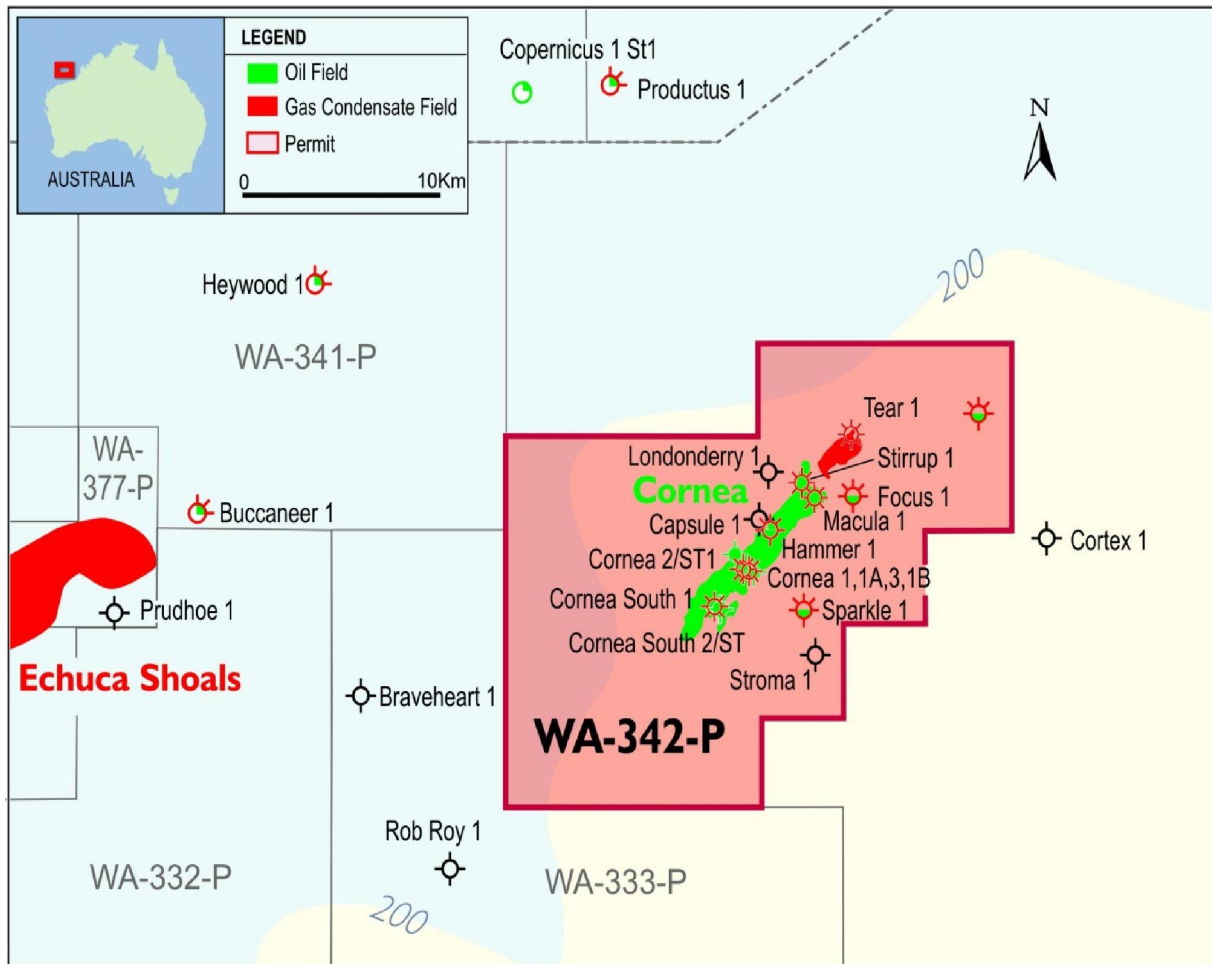 LEGEND
Oil Field
Gas Condensate Field
Permit
0 10Km
AUSTRALIA
Copernicus 1 St1
Productus 1
N
200
Heywood 1
WA-341-P
Tear 1
Londonderry 1
Stirrup 1
WA-
377-P
Cornea
Focus 1
Buccaneer 1
Capsule 1
Macula 1
Hammer 1
Cortex 1
Cornea 2/ST1
Cornea 1,1A,3,1B
Cornea South 1
Prudhoe 1
Sparkle 1
Cornea South 2/ST
Echuca Shoals
Stroma 1
Braveheart 1
WA-342-P
Rob Roy 1
WA-332-P
WA-333-P
200